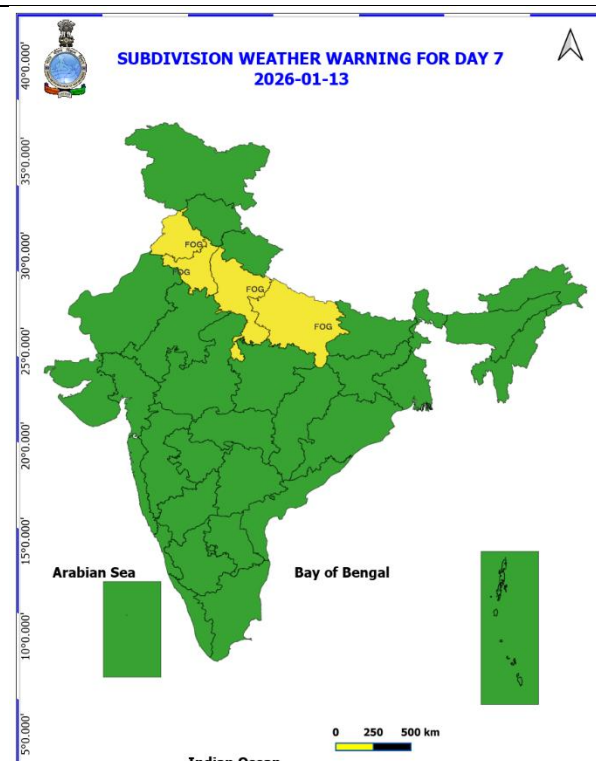 SUBDIVISION WEATHER WARNING FOR DAY 7
2026-01-13
40°0.000'
35°0.000'
30°0.000'
25°0.000'
20°0.000'
15°0.000'
10°0.000'
5°0.000'
FOG
FOG
FOG
FOG
Arabian Sea
Bay of Bengal
0 250 500 km
Indian Ocean